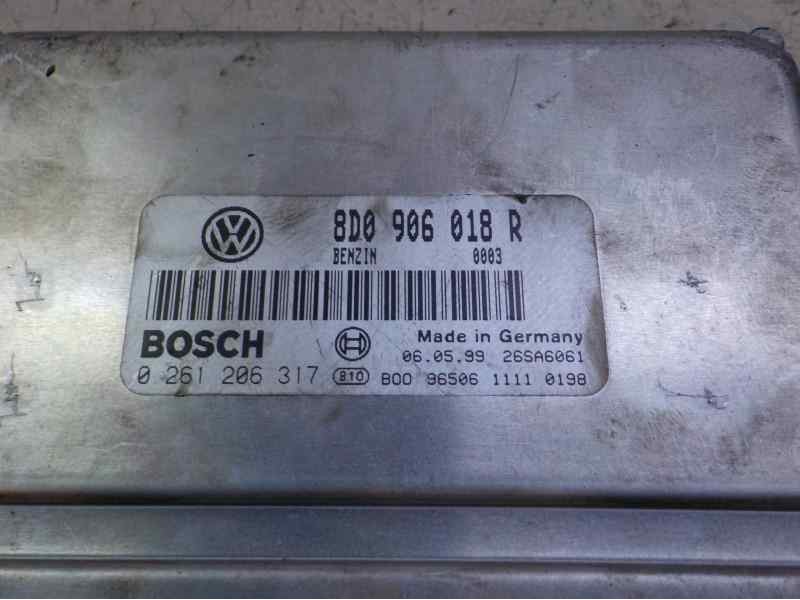 8D0 906 018 R
BENZIN 0003
BOSCH Made in Germany
06.05.99 26SA6061
0 261 206 317 B10 B00 96506 1111 0198